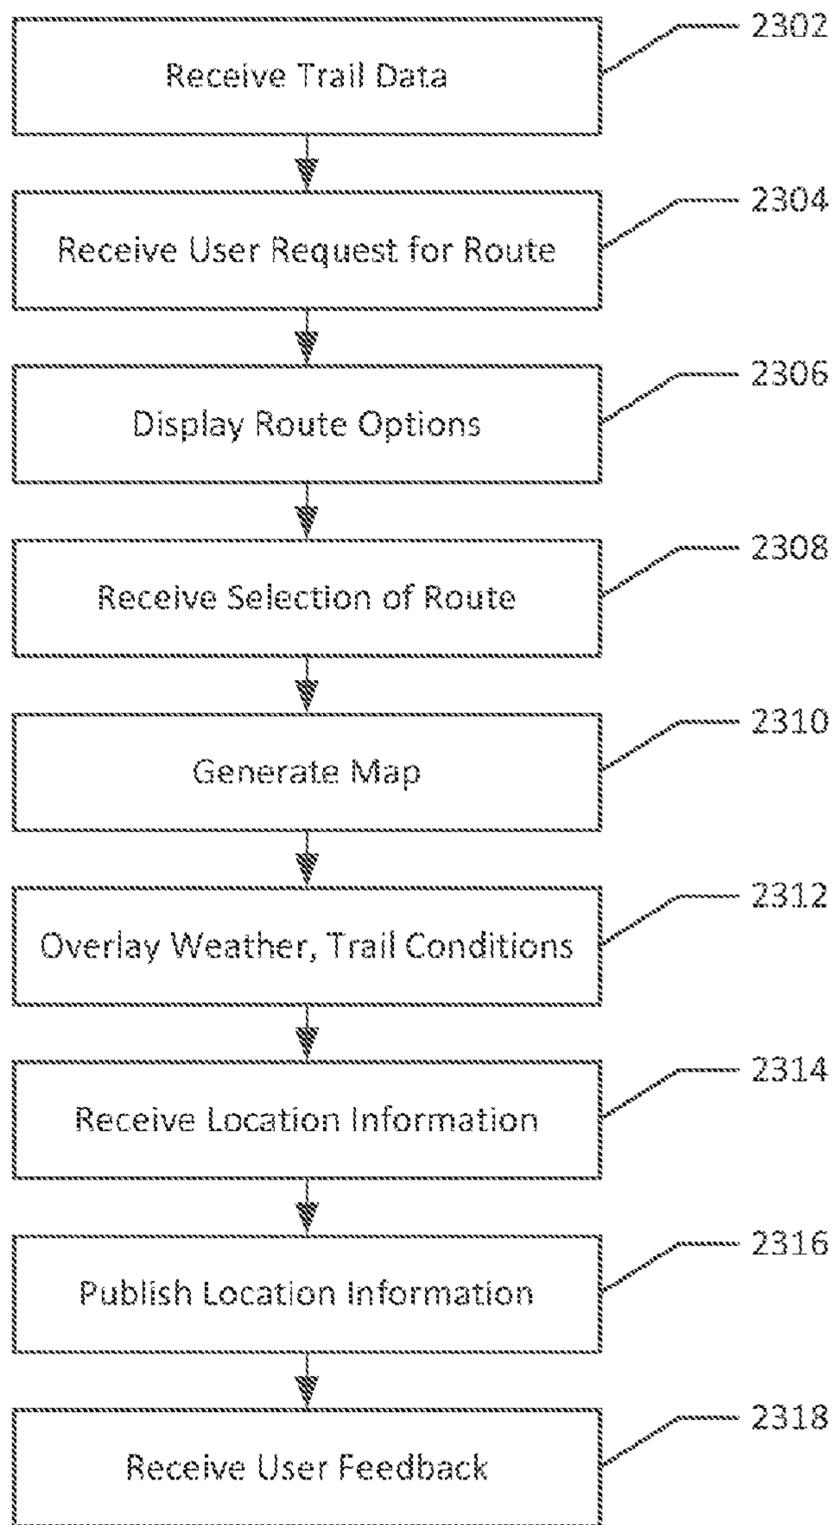 Receive Trail Data
2302
Receive User Request for Route
2304
Display Route Options
2306
Receive Selection of Route
2308
Generate Map
2310
Overlay Weather, Trail Conditions
2312
Receive Location Information
2314
Publish Location Information
2316
Receive User Feedback
2318